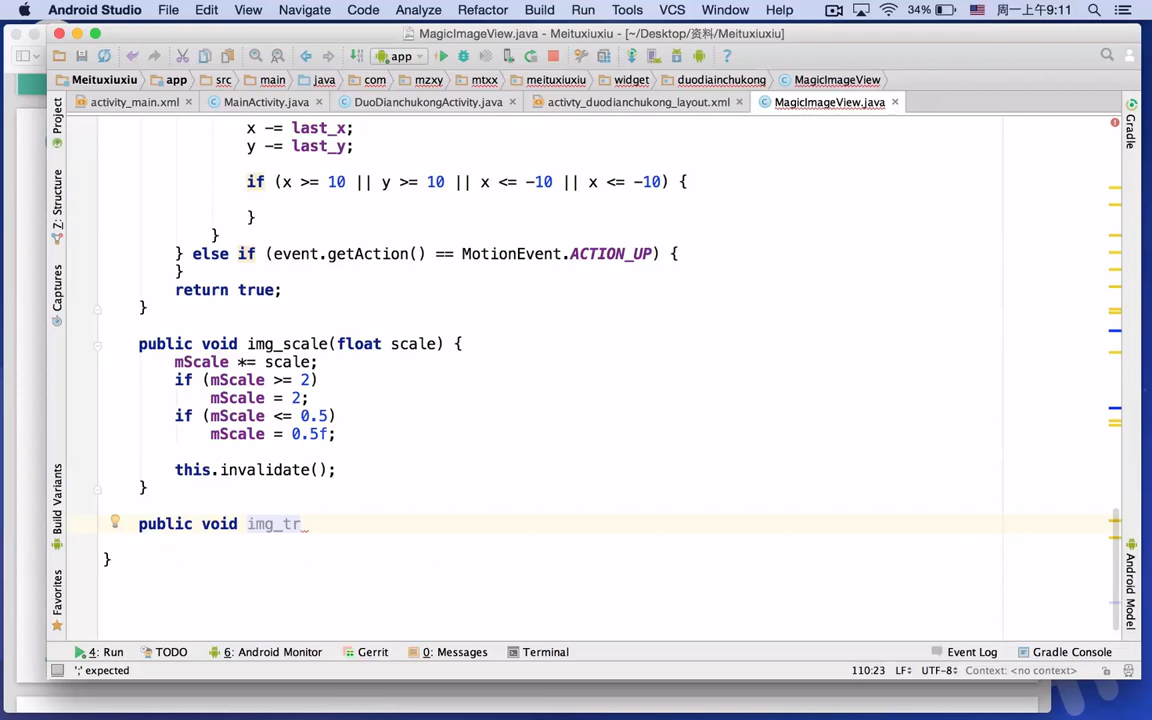 Android Studio File Edit View Navigate Code Analyze Refactor Build Run Tools VCS Window Help 34% 周一上午9:11
MagicImageView.java - Meituxiuxiu - [~/Desktop/资料/Meituxiuxiu]
app
Meituxiuxiu app src main java com mzxy mtxx meituxiuxiu widget duodianchukong MagicImageView
activity_main.xml MainActivity.java DuoDianchukongActivity.java activty_duodianchukong_layout.xml MagicImageView.java
Project
Z: Structure
Captures
Build Variants
Favorites
Gradle
Android Model
x -= last_x;
y -= last_y;
if (x >= 10 || y >= 10 || x <= -10 || x <= -10) {
}
}
} else if (event.getAction() == MotionEvent.ACTION_UP) {
}
return true;
}
public void img_scale(float scale) {
mScale *= scale;
if (mScale >= 2)
mScale = 2;
if (mScale <= 0.5)
mScale = 0.5f;
this.invalidate();
}
public void img_tr
}
4: Run TODO 6: Android Monitor Gerrit 0: Messages Terminal Event Log Gradle Console
';' expected 110:23 LF÷ UTF-8÷ Context: <no context>